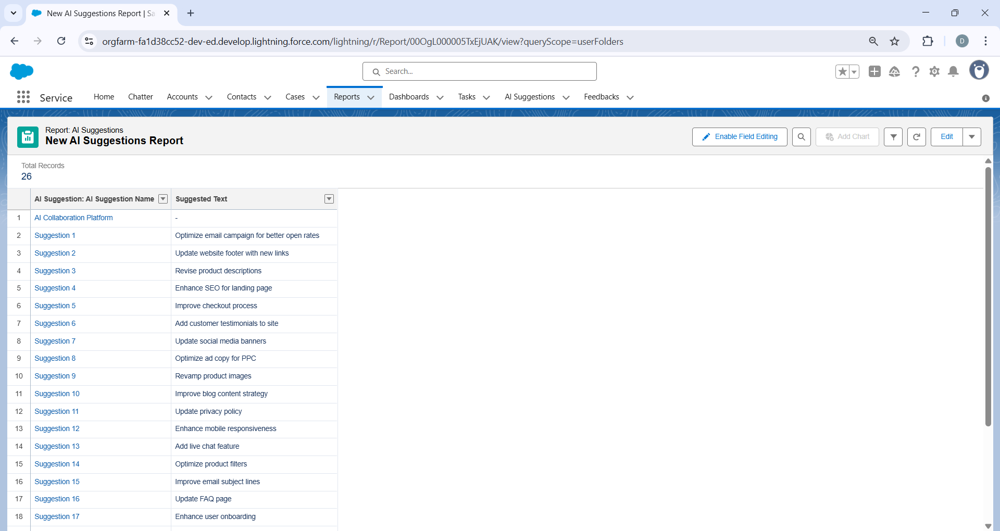 New AI Suggestions Report | Sa
orgfarm-fa1d38cc52-dev-ed.develop.lightning.force.com/lightning/r/Report/00OgL000005TxEjUAK/view?queryScope=userFolders
D
Search...
Service
Home
Chatter
Accounts
Contacts
Cases
Reports
Dashboards
Tasks
AI Suggestions
Feedbacks
Report: AI Suggestions
New AI Suggestions Report
Enable Field Editing
Add Chart
Edit
Total Records
26
AI Suggestion: AI Suggestion Name Suggested Text
1 AI Collaboration Platform -
2 Suggestion 1 Optimize email campaign for better open rates
3 Suggestion 2 Update website footer with new links
4 Suggestion 3 Revise product descriptions
5 Suggestion 4 Enhance SEO for landing page
6 Suggestion 5 Improve checkout process
7 Suggestion 6 Add customer testimonials to site
8 Suggestion 7 Update social media banners
9 Suggestion 8 Optimize ad copy for PPC
10 Suggestion 9 Revamp product images
11 Suggestion 10 Improve blog content strategy
12 Suggestion 11 Update privacy policy
13 Suggestion 12 Enhance mobile responsiveness
14 Suggestion 13 Add live chat feature
15 Suggestion 14 Optimize product filters
16 Suggestion 15 Improve email subject lines
17 Suggestion 16 Update FAQ page
18 Suggestion 17 Enhance user onboarding